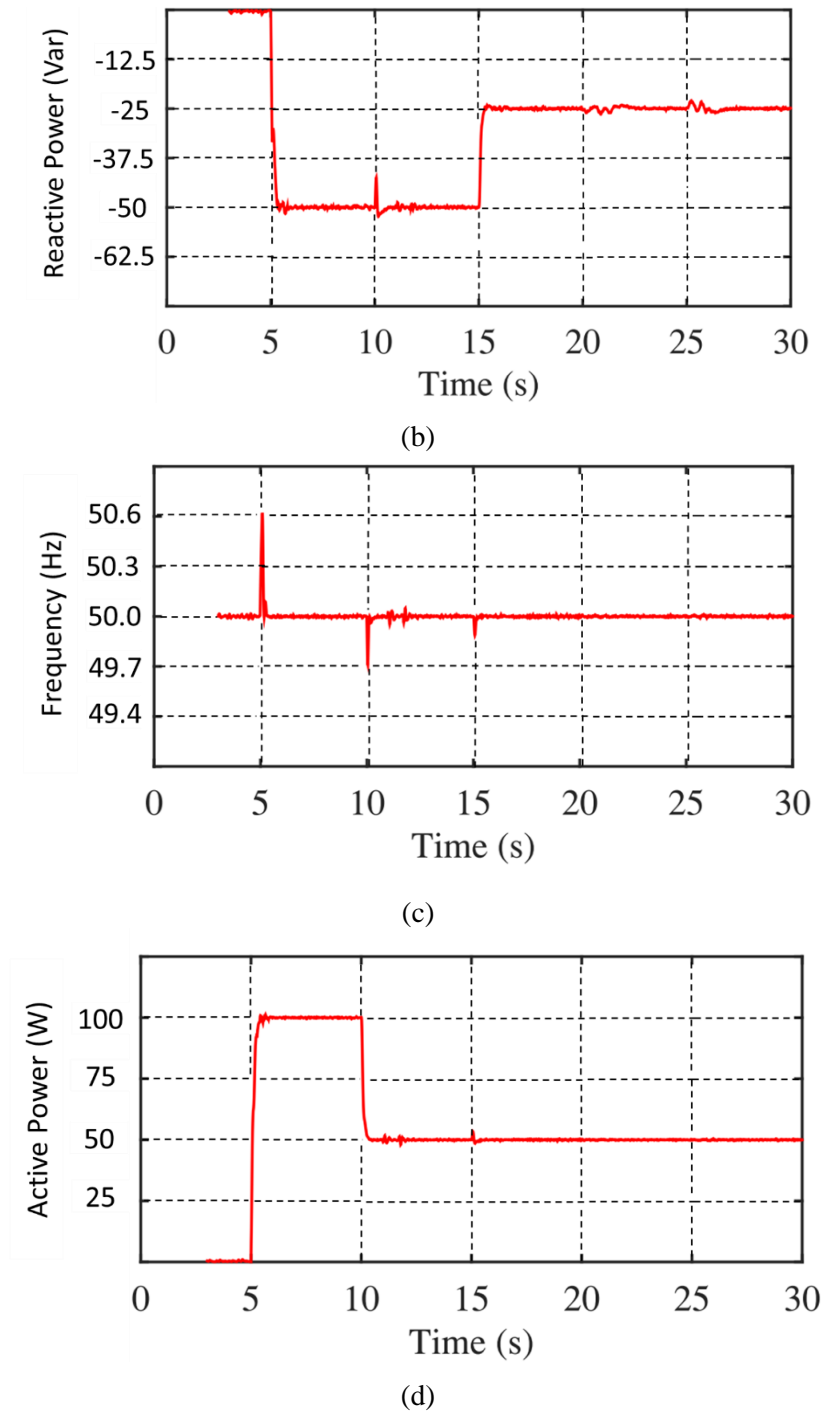 Reactive Power (Var)
-12.5
-25
-37.5
-50
-62.5
0 5 10 15 20 25 30
Time (s)
(b)
Frequency (Hz)
50.6
50.3
50.0
49.7
49.4
0 5 10 15 20 25 30
Time (s)
(c)
Active Power (W)
100
75
50
25
0 5 10 15 20 25 30
Time (s)
(d)